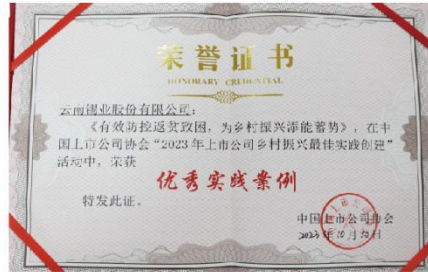 荣誉证书
HONORARY CREDENTIAL
云南锡业股份有限公司：
《有效防控返贫致困，为乡村振兴添能蓄势》，在中
国上市公司协会“2023年上市公司乡村振兴最佳实践创建”
活动中，荣获
优秀实践案例
特发此证。
中国上市公司协会
2023年10月10日